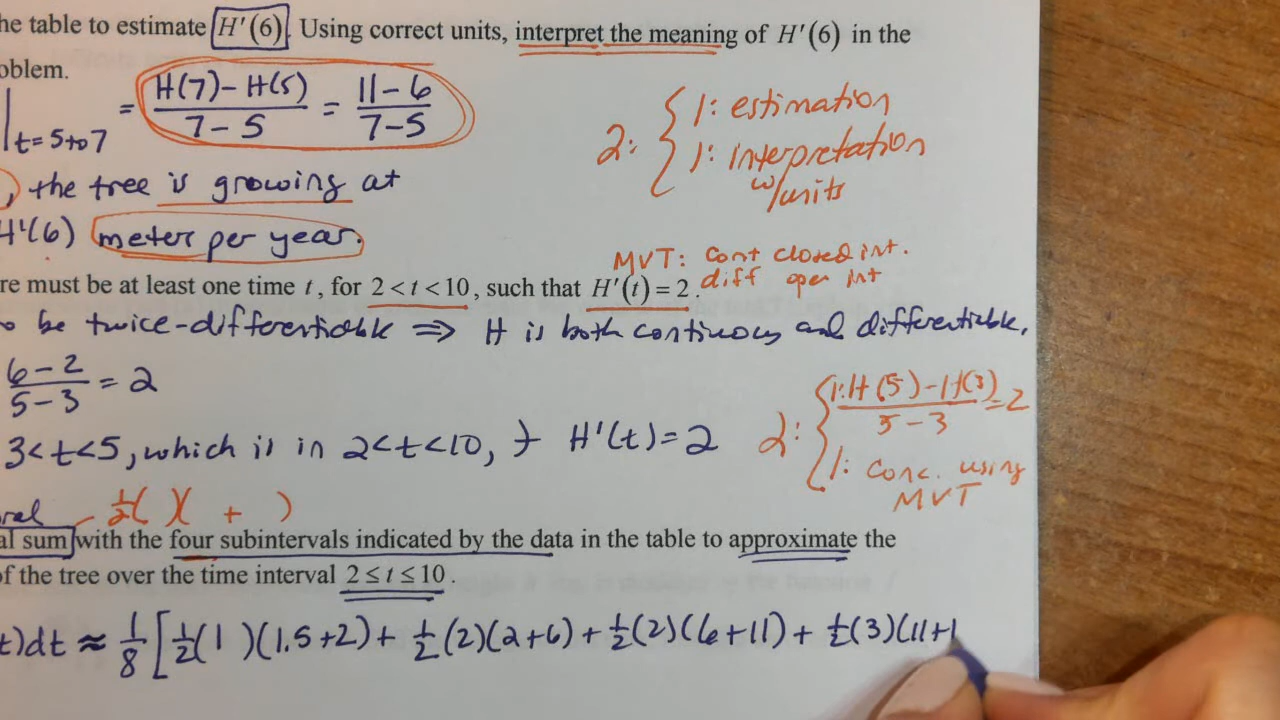 he table to estimate H'(6). Using correct units, interpret the meaning of H'(6) in the
oblem.
|t=5to7 = H(7)-H(5)/7-5 = 11-6/7-5
2: { 1: estimation
1: interpretation
w/units
, the tree is growing at
H'(6) meter per year.
MVT: Cont closed int.
diff open int
re must be at least one time t, for 2 < t < 10, such that H'(t) = 2.
o be twice-differentiable ⇒ H is both continuous and differentiable.
6-2/5-3 = 2
2: { 1: H(5)-H(3)/5-3 = 2
1: Conc. using
MVT
3<t<5, which is in 2<t<10, H'(t)=2
1/2( )( + )
al sum with the four subintervals indicated by the data in the table to approximate the
of the tree over the time interval 2 ≤ t ≤ 10.
t)dt ≈ 1/8 [1/2(1 )(1.5+2)+ 1/2(2)(2+6)+ 1/2(2)(6+11)+ 1/2(3)(11+1